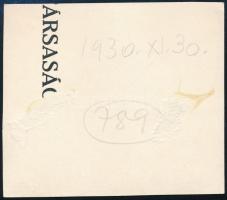 ÁRSASÁG
1930. XI. 30.
789